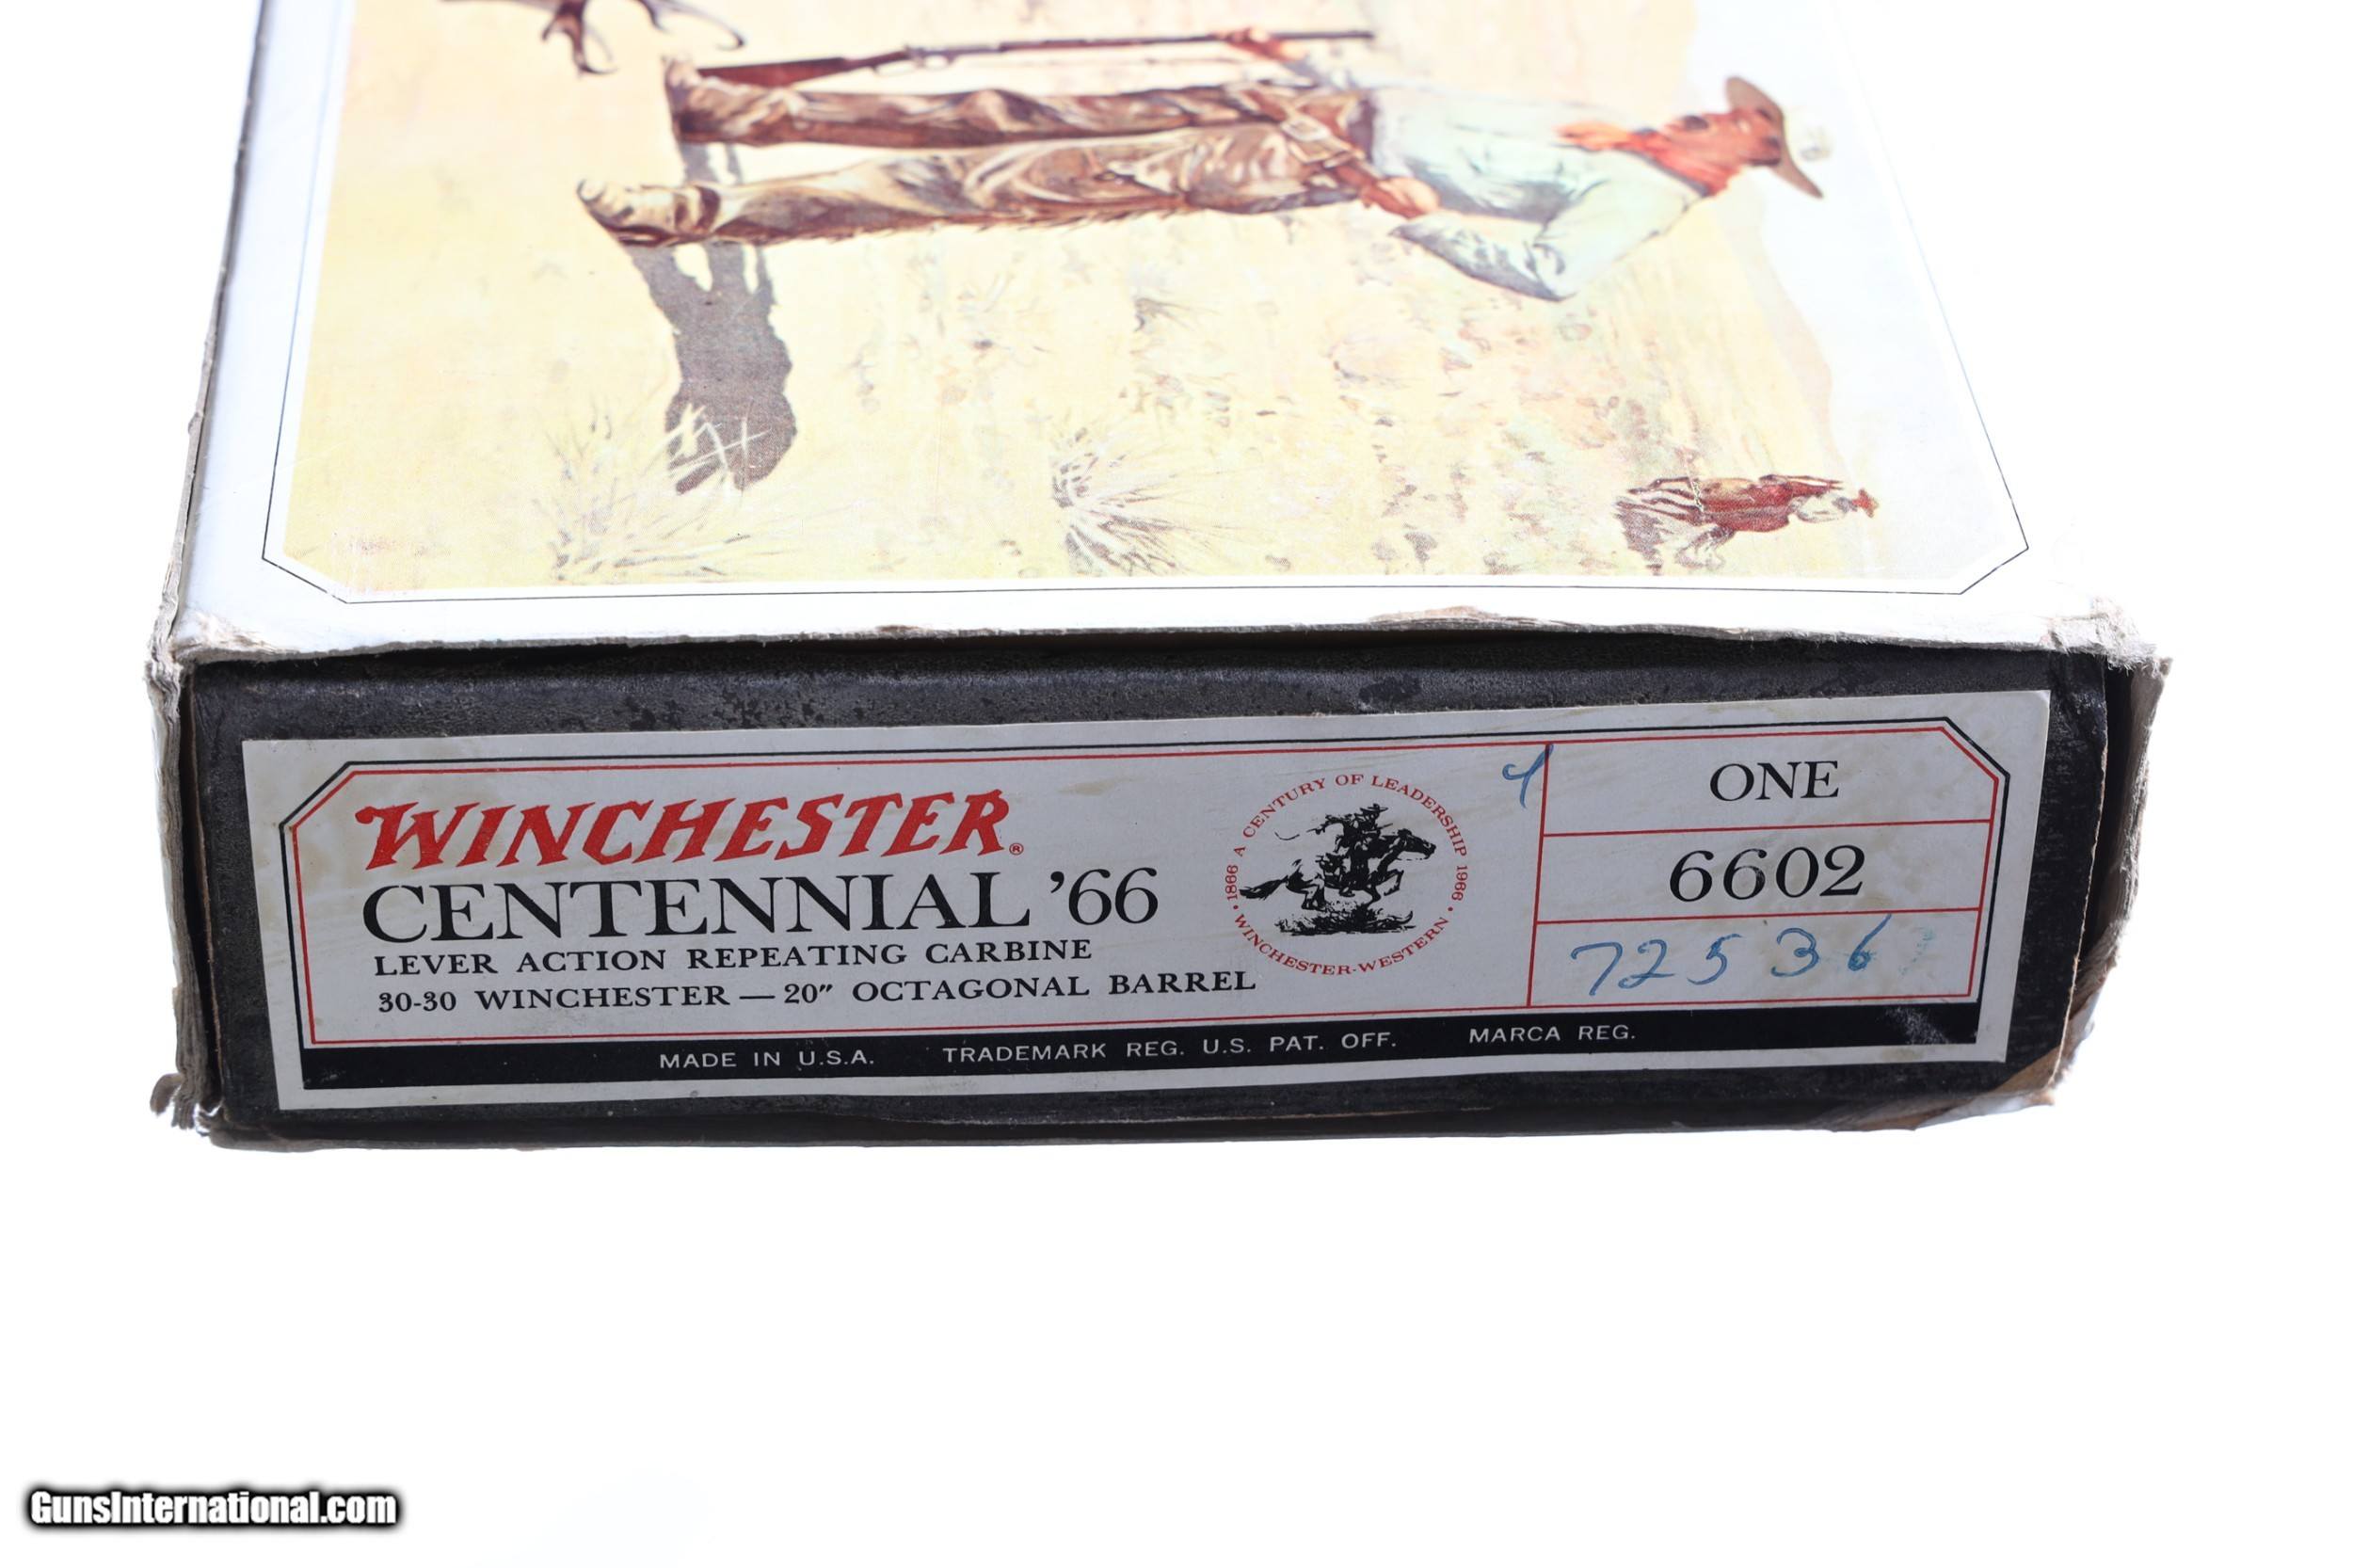 WINCHESTER®
CENTENNIAL '66
LEVER ACTION REPEATING CARBINE
30-30 WINCHESTER — 20" OCTAGONAL BARREL
1866 A CENTURY OF LEADERSHIP 1966 • WINCHESTER-WESTERN •
4
ONE
6602
72536
MADE IN U.S.A. TRADEMARK REG. U.S. PAT. OFF. MARCA REG.
GunsInternational.com